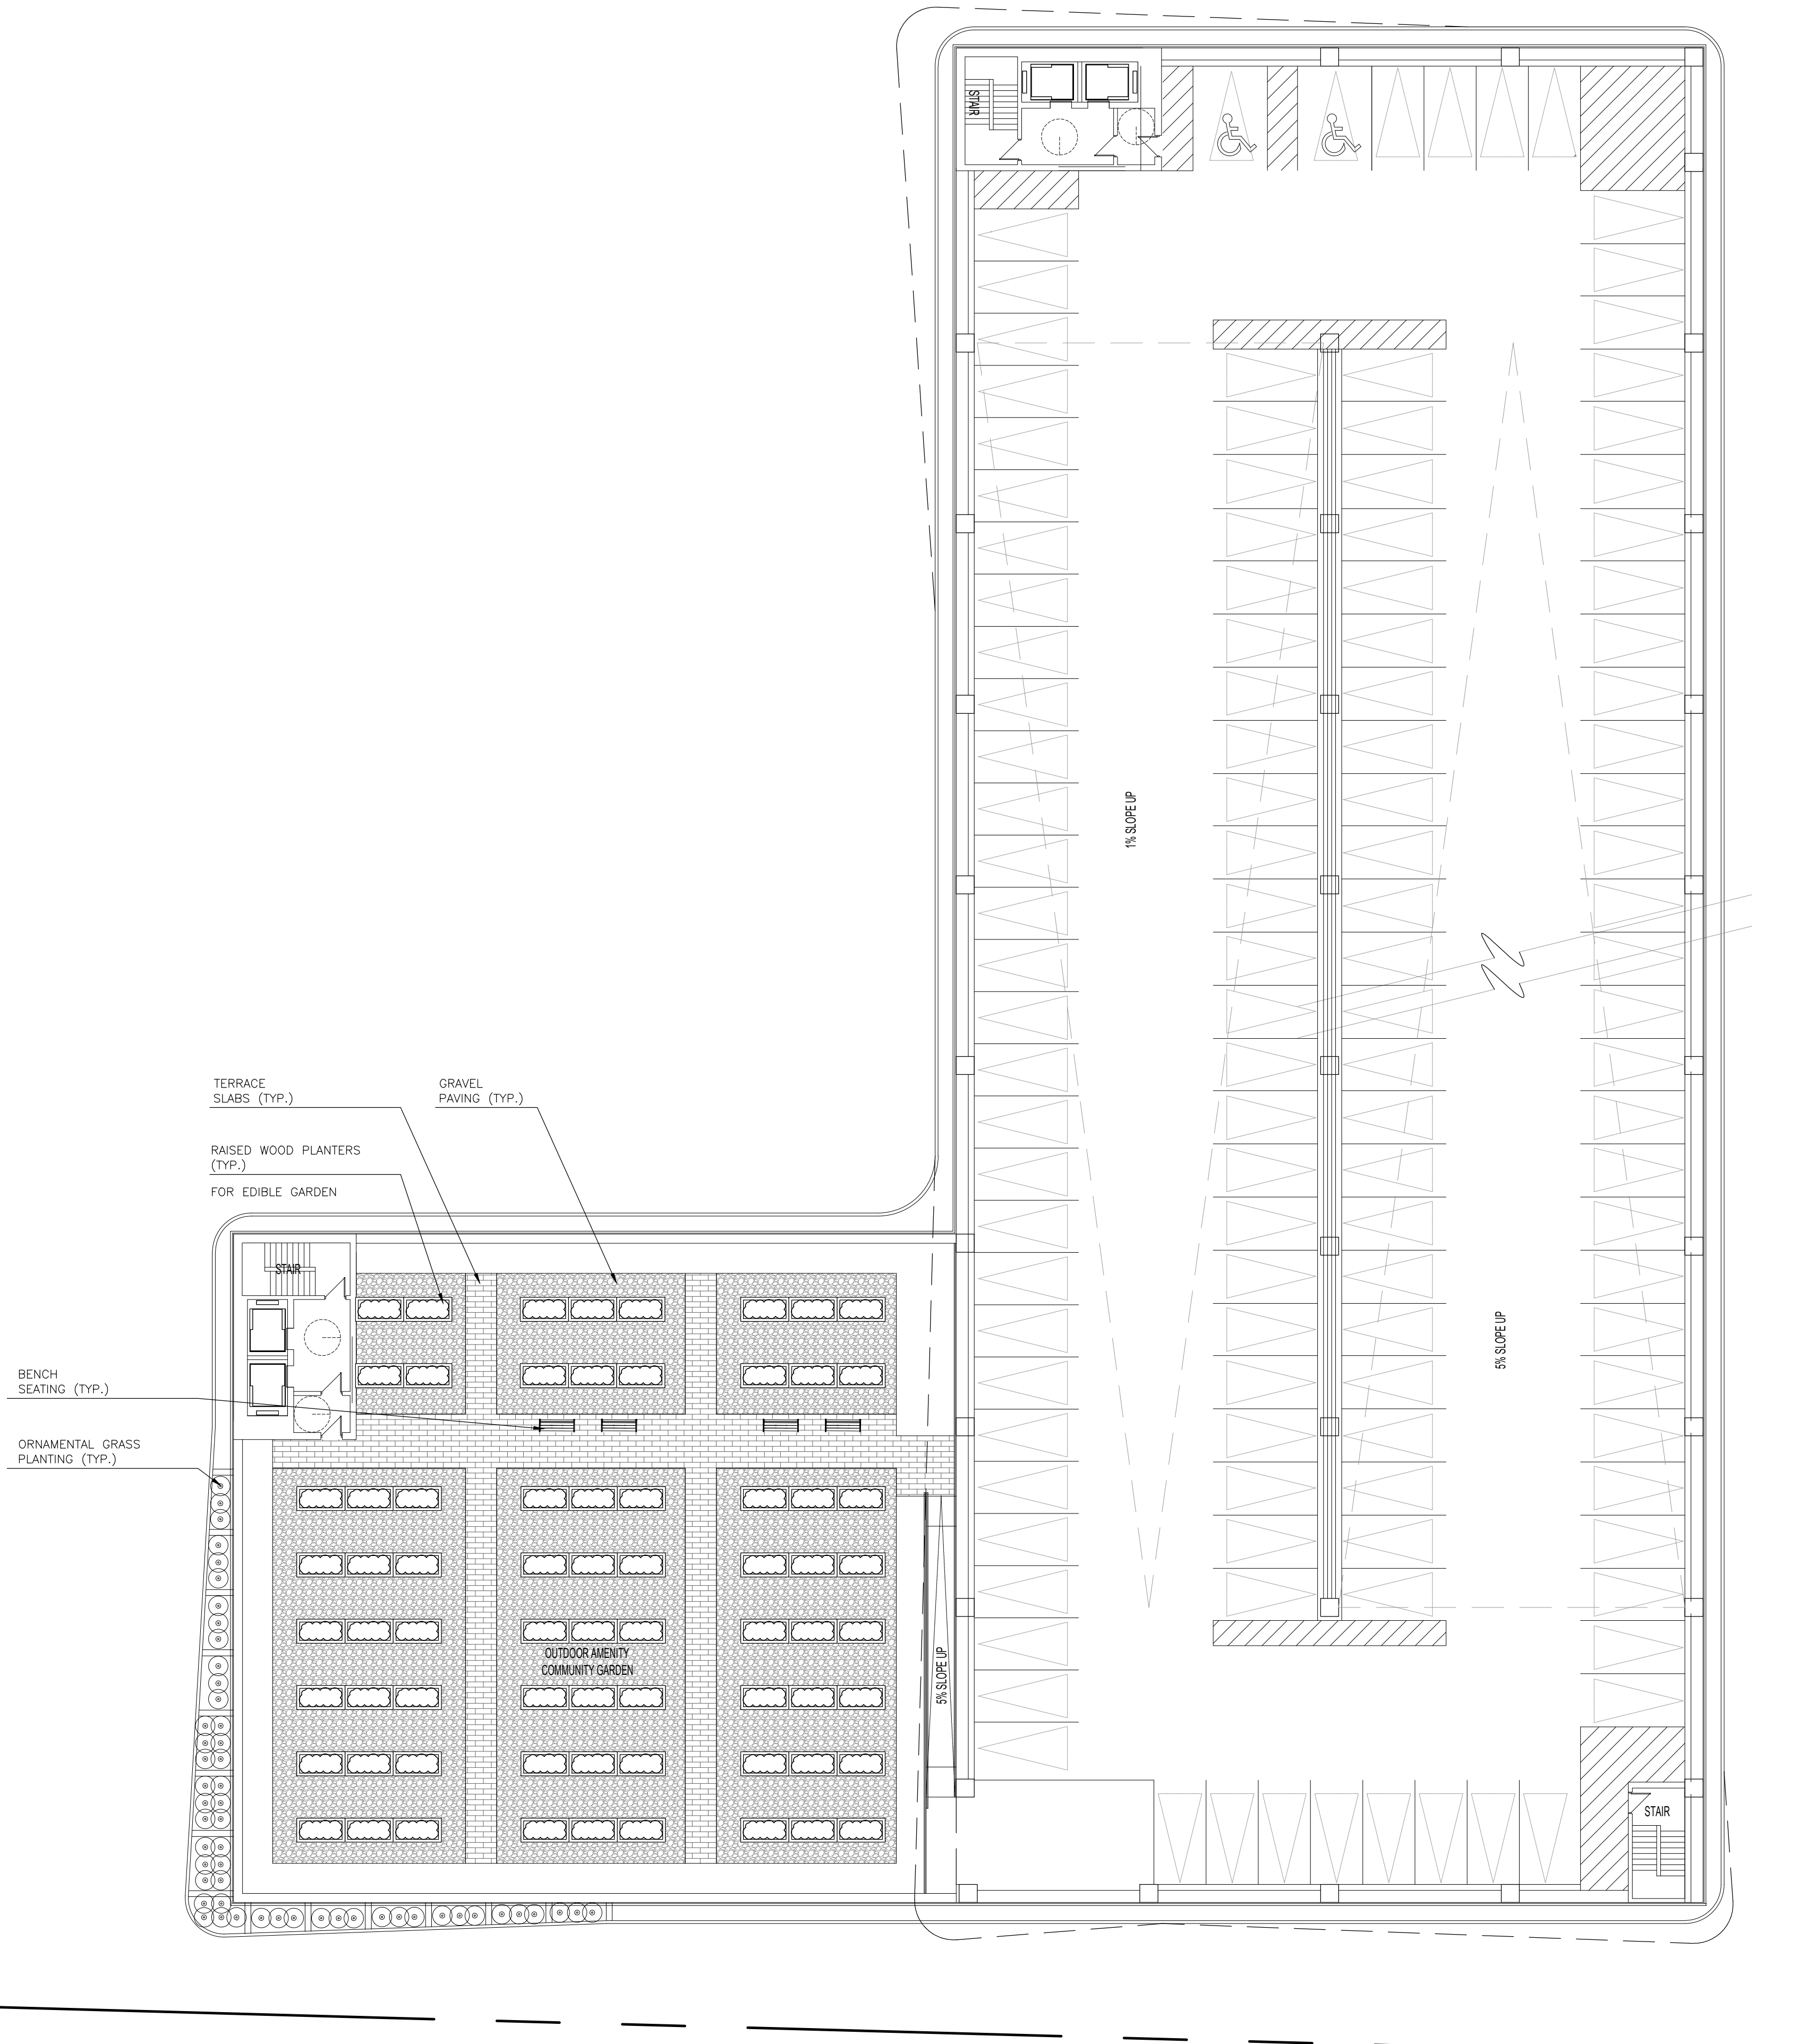 STAIR
1% SLOPE UP
TERRACE
SLABS (TYP.)
GRAVEL
PAVING (TYP.)
RAISED WOOD PLANTERS
(TYP.)
FOR EDIBLE GARDEN
STAIR
5% SLOPE UP
BENCH
SEATING (TYP.)
ORNAMENTAL GRASS
PLANTING (TYP.)
OUTDOOR AMENITY
COMMUNITY GARDEN
5% SLOPE UP
STAIR